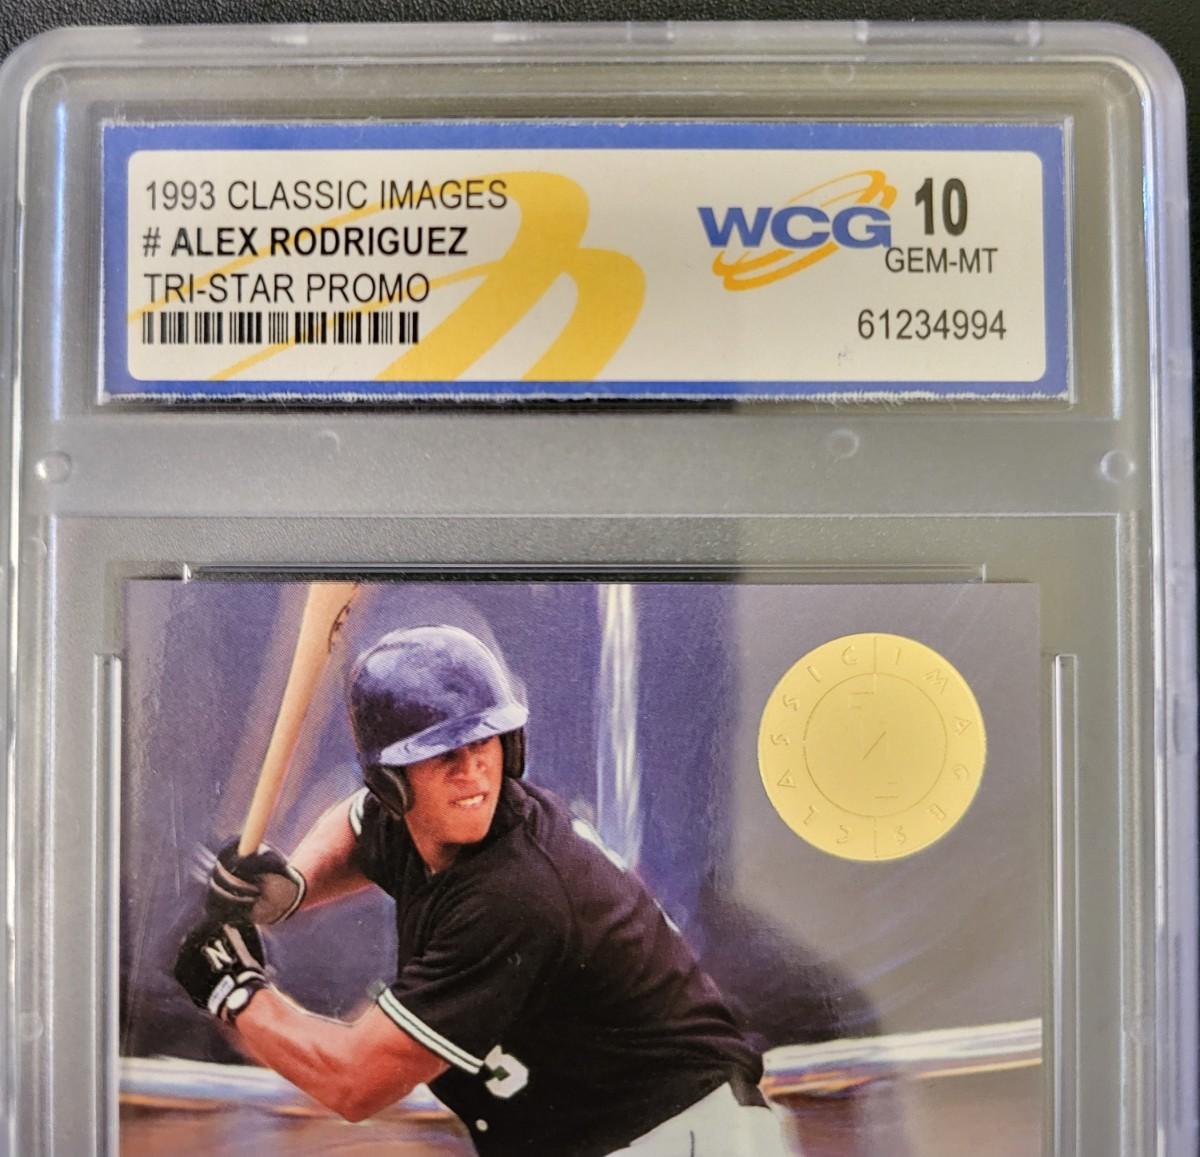 1993 CLASSIC IMAGES
# ALEX RODRIGUEZ
TRI-STAR PROMO
WCG 10
GEM-MT
61234994
CLASSIC IMAGES
N